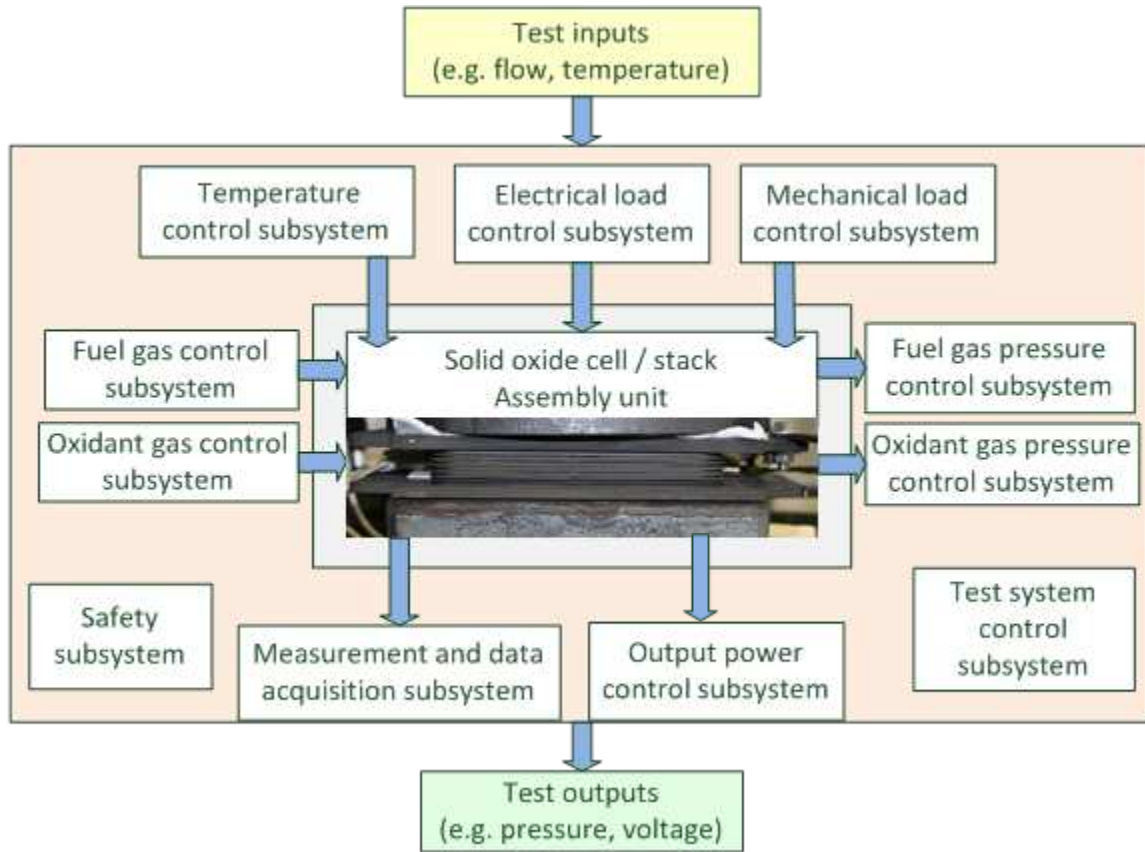 Test inputs
(e.g. flow, temperature)
Temperature
control subsystem
Electrical load
control subsystem
Mechanical load
control subsystem
Fuel gas control
subsystem
Solid oxide cell / stack
Assembly unit
Fuel gas pressure
control subsystem
Oxidant gas control
subsystem
Oxidant gas pressure
control subsystem
Safety
subsystem
Measurement and data
acquisition subsystem
Output power
control subsystem
Test system
control
subsystem
Test outputs
(e.g. pressure, voltage)